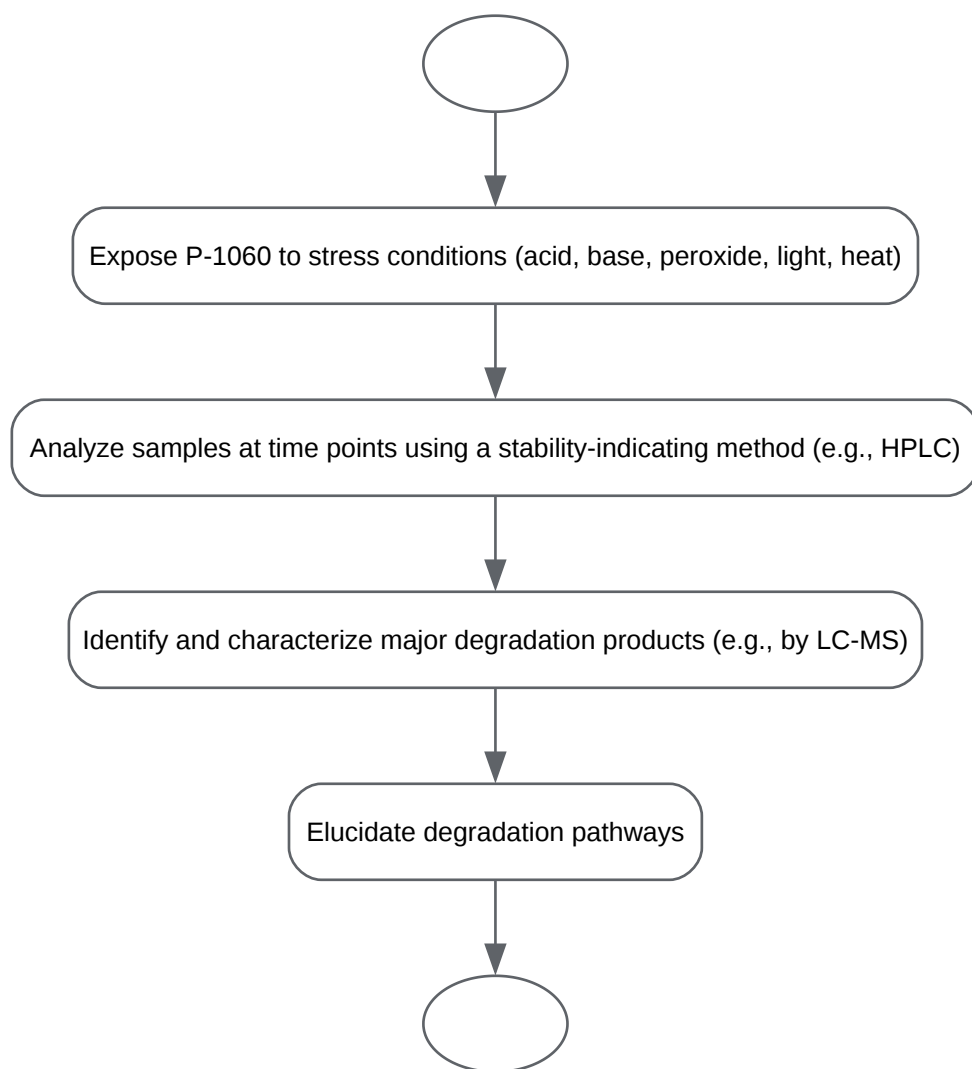 Expose P-1060 to stress conditions (acid, base, peroxide, light, heat)
Analyze samples at time points using a stability-indicating method (e.g., HPLC)
Identify and characterize major degradation products (e.g., by LC-MS)
Elucidate degradation pathways